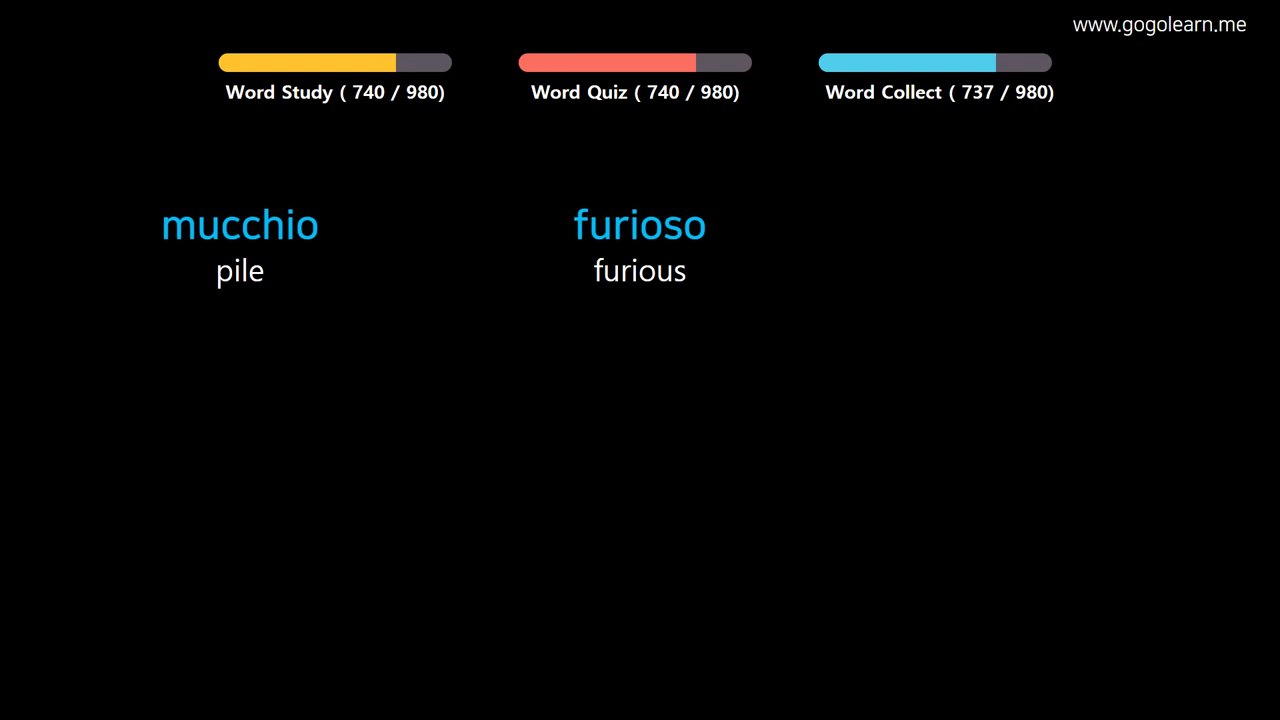 www.gogolearn.me
Word Study ( 740 / 980)
Word Quiz ( 740 / 980)
Word Collect ( 737 / 980)
mucchio
pile
furioso
furious